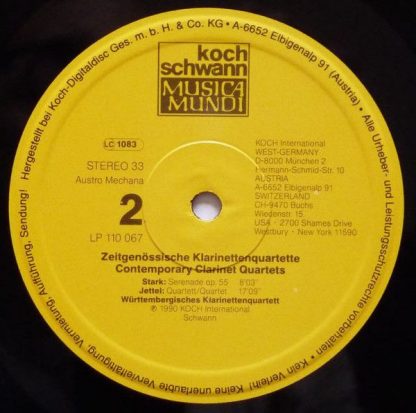 Hergestellt bei Koch-Digitaldisc Ges. m. b. H. & Co. KG • A-6652 Elbigenalp 91 (Austria) • Alle Urheber- und Leistungsschutzrechte vorbehalten • Kein Verleih! Keine unerlaubte Vervielfältigung, Vermietung, Aufführung, Sendung!
koch
schwann
MUSICA
MUNDI
LC 1083
STEREO 33
Austro Mechana
2
LP 110 067
KOCH International
WEST-GERMANY
D-8000 München 2
Hermann-Schmid-Str. 10
AUSTRIA
A-6652 Elbigenalp 91
SWITZERLAND
CH-9470 Buchs
Wiedenstr. 15
USA - 2700 Shames Drive
Westbury - New York 11590
Zeitgenössische Klarinettenquartette
Contemporary Clarinet Quartets
Stark: Serenade op. 55 8'03"
Jettel: Quartett/Quartet 17'09"
Württembergisches Klarinettenquartett
℗ 1990 KOCH International
Schwann